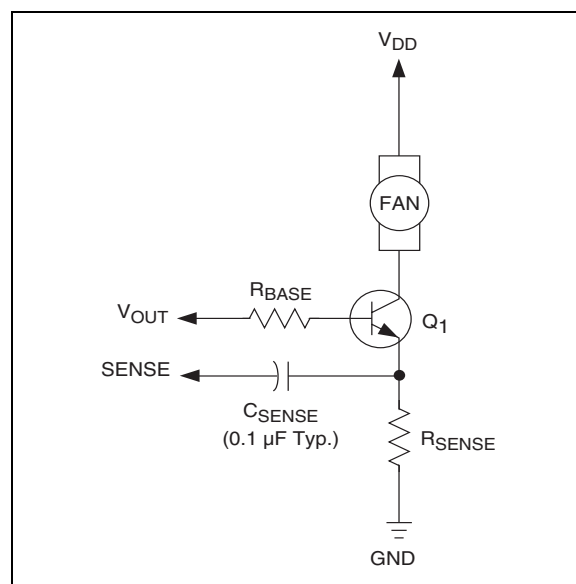 VDD
FAN
RBASE
VOUT
Q1
SENSE
CSENSE
(0.1 µF Typ.)
RSENSE
GND